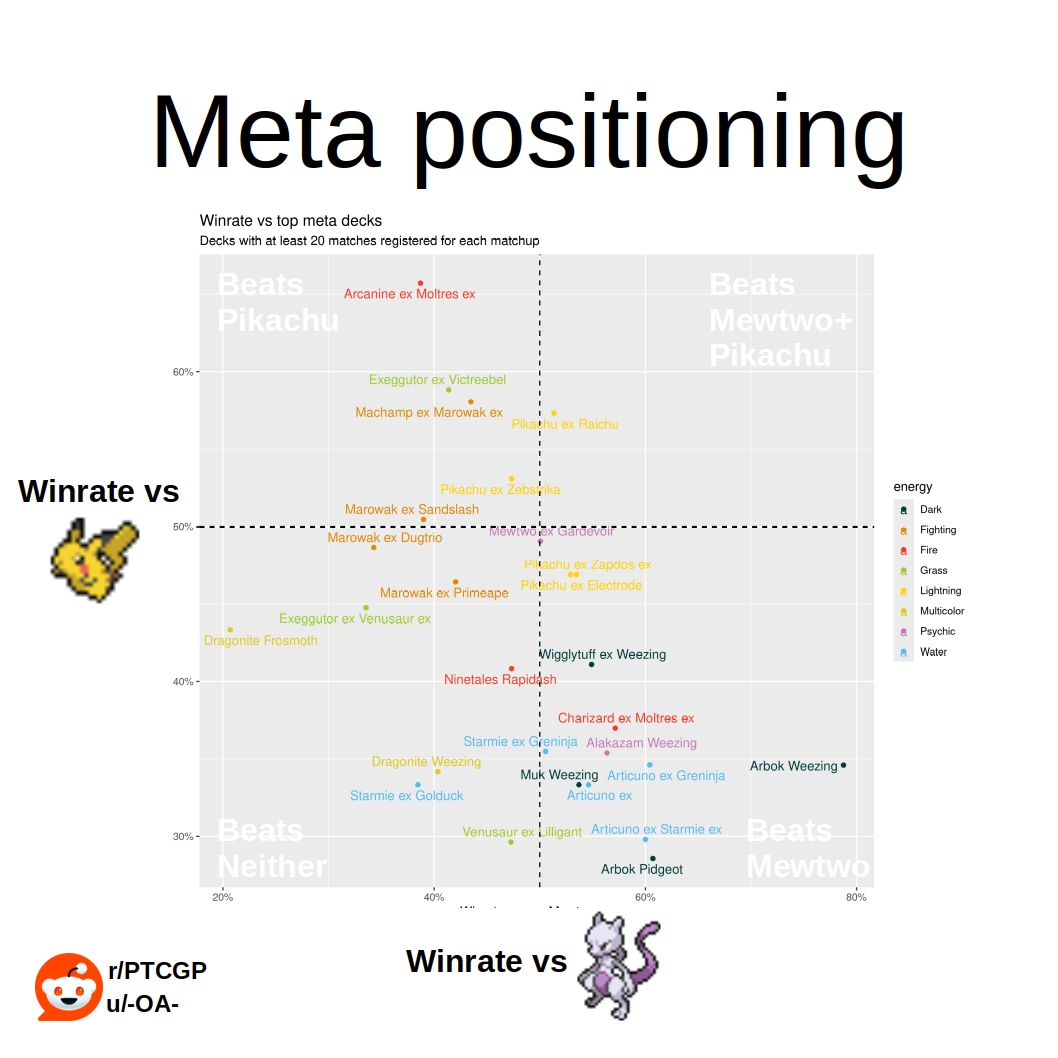 Meta positioning
Winrate vs top meta decks
Decks with at least 20 matches registered for each matchup
Beats
Pikachu
Beats
Mewtwo+
Pikachu
Arcanine ex Moltres ex
60%
Exeggutor ex Victreebel
Machamp ex Marowak ex
Pikachu ex Raichu
Winrate vs
Pikachu ex Zebstrika
Marowak ex Sandslash
50%
Mewtwo ex Gardevoir
Marowak ex Dugtrio
Pikachu ex Zapdos ex
Pikachu ex Electrode
Marowak ex Primeape
Exeggutor ex Venusaur ex
Dragonite Frosmoth
Wigglytuff ex Weezing
40%
Ninetales Rapidash
Charizard ex Moltres ex
Starmie ex Greninja
Alakazam Weezing
Dragonite Weezing
Arbok Weezing
Muk Weezing
Articuno ex Greninja
Starmie ex Golduck
Articuno ex
30%
Venusaur ex Lilligant
Articuno ex Starmie ex
Arbok Pidgeot
Beats
Neither
Beats
Mewtwo
20%
40%
60%
80%
energy
Dark
Fighting
Fire
Grass
Lightning
Multicolor
Psychic
Water
Winrate vs
r/PTCGP
u/-OA-